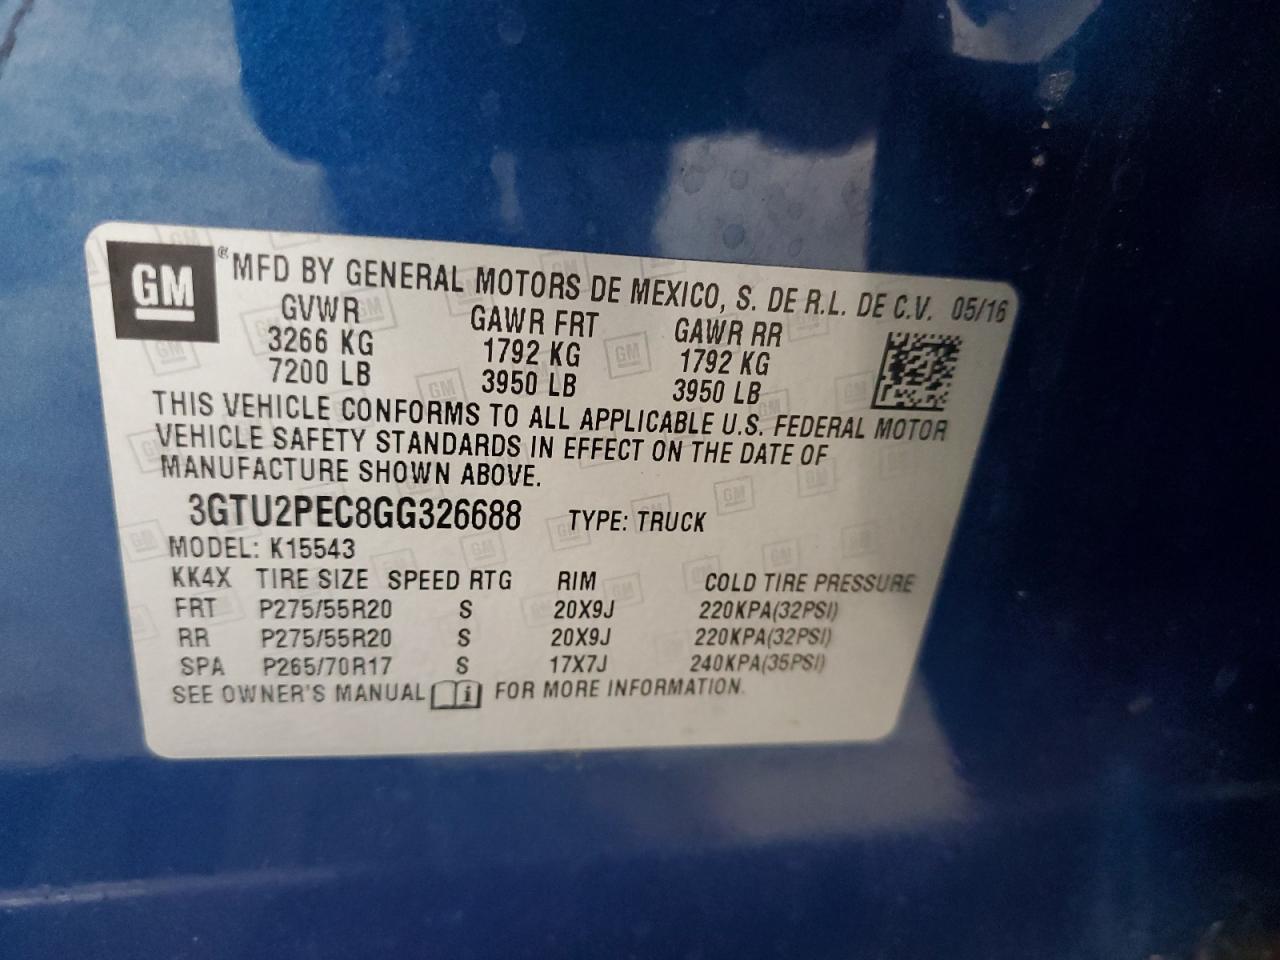 GM ® MFD BY GENERAL MOTORS DE MEXICO, S. DE R.L. DE C.V. 05/16
GVWR GAWR FRT GAWR RR
3266 KG 1792 KG 1792 KG
7200 LB 3950 LB 3950 LB
THIS VEHICLE CONFORMS TO ALL APPLICABLE U.S. FEDERAL MOTOR
VEHICLE SAFETY STANDARDS IN EFFECT ON THE DATE OF
MANUFACTURE SHOWN ABOVE.
3GTU2PEC8GG326688 TYPE: TRUCK
MODEL: K15543
KK4X TIRE SIZE SPEED RTG RIM COLD TIRE PRESSURE
FRT P275/55R20 S 20X9J 220KPA(32PSI)
RR P275/55R20 S 20X9J 220KPA(32PSI)
SPA P265/70R17 S 17X7J 240KPA(35PSI)
SEE OWNER'S MANUAL i FOR MORE INFORMATION.